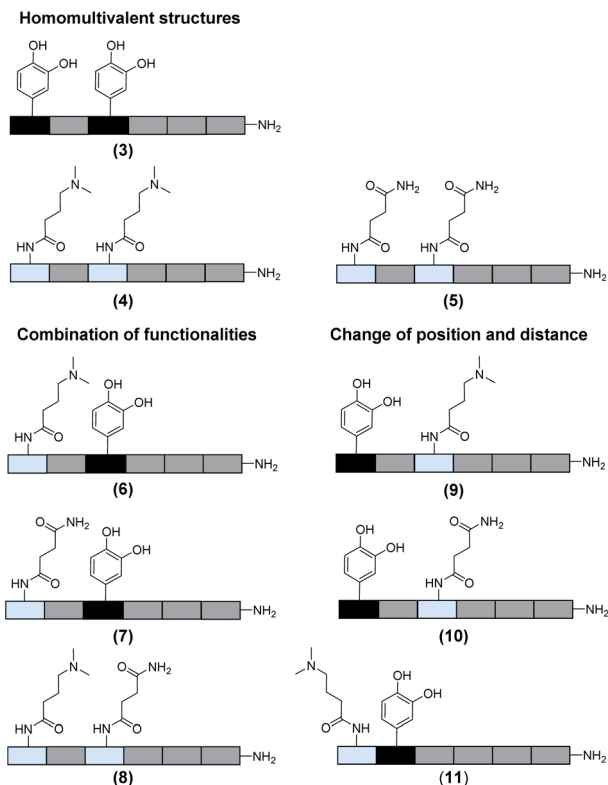 Homomultivalent structures
OH
OH
OH
OH
NH2
(3)
N
N
HN
O
HN
O
NH2
(4)
O
NH2
O
NH2
HN
O
HN
O
NH2
(5)
Combination of functionalities
Change of position and distance
N
OH
OH
HN
O
NH2
(6)
OH
OH
N
HN
O
NH2
(9)
O
NH2
OH
OH
HN
O
NH2
(7)
OH
OH
O
NH2
HN
O
NH2
(10)
N
O
NH2
HN
O
HN
O
NH2
(8)
N
OH
OH
O
NH
NH2
(11)